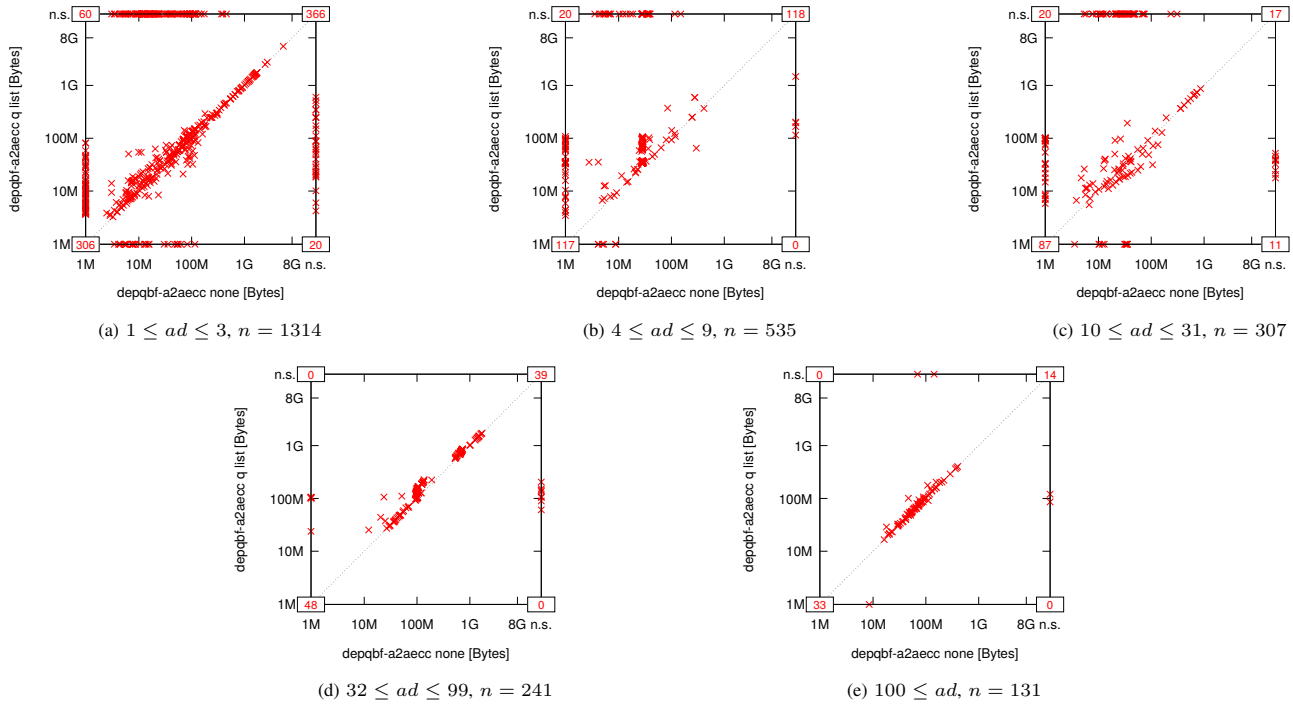 60
366
n.s.
8G
1G
100M
10M
1M
306
20
1M
10M
100M
1G
8G n.s.
depqbf-a2aecc q list [Bytes]
depqbf-a2aecc none [Bytes]
(a) 1 ≤ ad ≤ 3, n = 1314
20
118
n.s.
8G
1G
100M
10M
1M
117
0
1M
10M
100M
1G
8G n.s.
depqbf-a2aecc q list [Bytes]
depqbf-a2aecc none [Bytes]
(b) 4 ≤ ad ≤ 9, n = 535
20
17
n.s.
8G
1G
100M
10M
1M
87
11
1M
10M
100M
1G
8G n.s.
depqbf-a2aecc q list [Bytes]
depqbf-a2aecc none [Bytes]
(c) 10 ≤ ad ≤ 31, n = 307
0
39
n.s.
8G
1G
100M
10M
1M
48
0
1M
10M
100M
1G
8G n.s.
depqbf-a2aecc q list [Bytes]
depqbf-a2aecc none [Bytes]
(d) 32 ≤ ad ≤ 99, n = 241
0
14
n.s.
8G
1G
100M
10M
1M
33
0
1M
10M
100M
1G
8G n.s.
depqbf-a2aecc q list [Bytes]
depqbf-a2aecc none [Bytes]
(e) 100 ≤ ad, n = 131